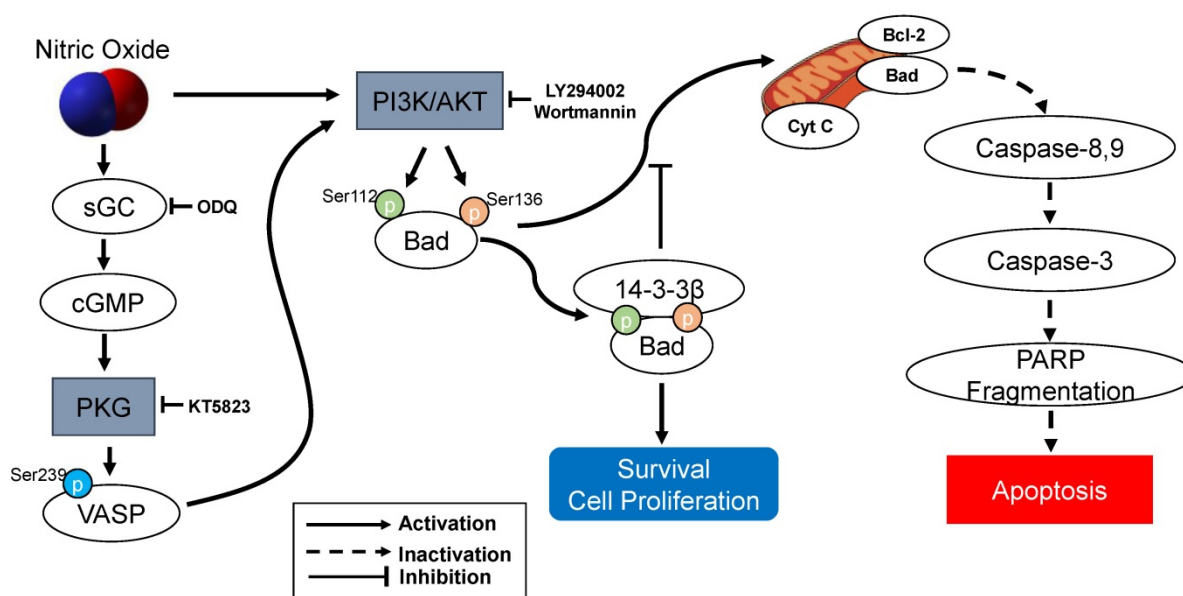 Nitric Oxide
sGC
ODQ
cGMP
PKG
KT5823
Ser239
p
VASP
PI3K/AKT
LY294002
Wortmannin
Ser112
p
p
Ser136
Bad
14-3-3β
p
p
Bad
Survival
Cell Proliferation
Bcl-2
Bad
Cyt C
Caspase-8,9
Caspase-3
PARP
Fragmentation
Apoptosis
Activation
Inactivation
Inhibition